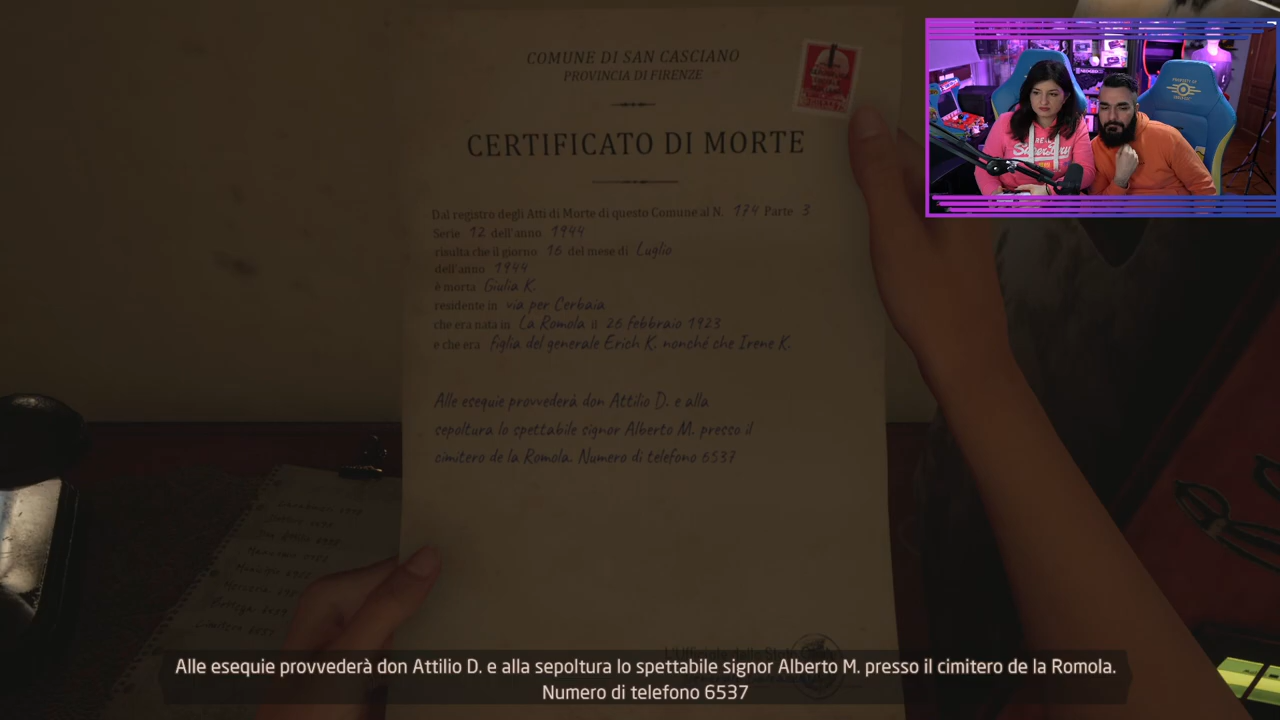 COMUNE DI SAN CASCIANO
PROVINCIA DI FIRENZE
CERTIFICATO DI MORTE
Dal registro degli Atti di Morte di questo Comune al N. 174 Parte 3
Serie 12 dell'anno 1944
risulta che il giorno 16 del mese di Luglio
dell'anno 1944
è morta Giulia K.
residente in via per Cerbaia
che era nata in La Romola il 26 febbraio 1923
e che era figlia del generale Erich K. nonché che Irene K.
Alle esequie provvederà don Attilio D. e alla
sepoltura lo spettabile signor Alberto M. presso il
cimitero de la Romola. Numero di telefono 6537
L'Ufficiale dello Stato
Alle esequie provvederà don Attilio D. e alla sepoltura lo spettabile signor Alberto M. presso il cimitero de la Romola.
Numero di telefono 6537